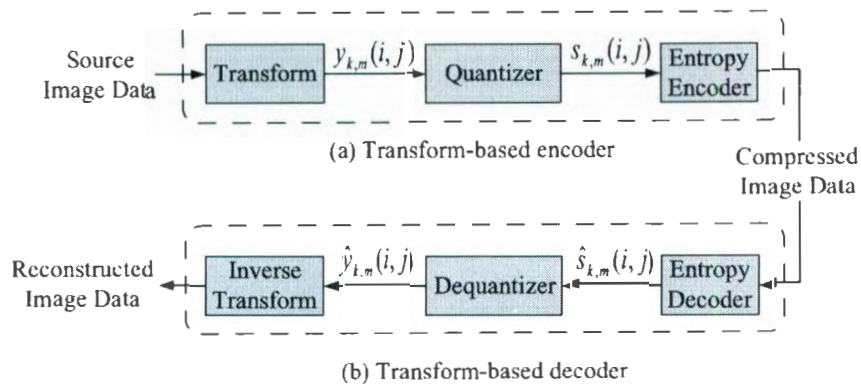 Source
Image Data
Transform
y_{k,m}(i,j)
Quantizer
s_{k,m}(i,j)
Entropy
Encoder
(a) Transform-based encoder
Compressed
Image Data
Reconstructed
Image Data
Inverse
Transform
ŷ_{k,m}(i,j)
Dequantizer
ŝ_{k,m}(i,j)
Entropy
Decoder
(b) Transform-based decoder